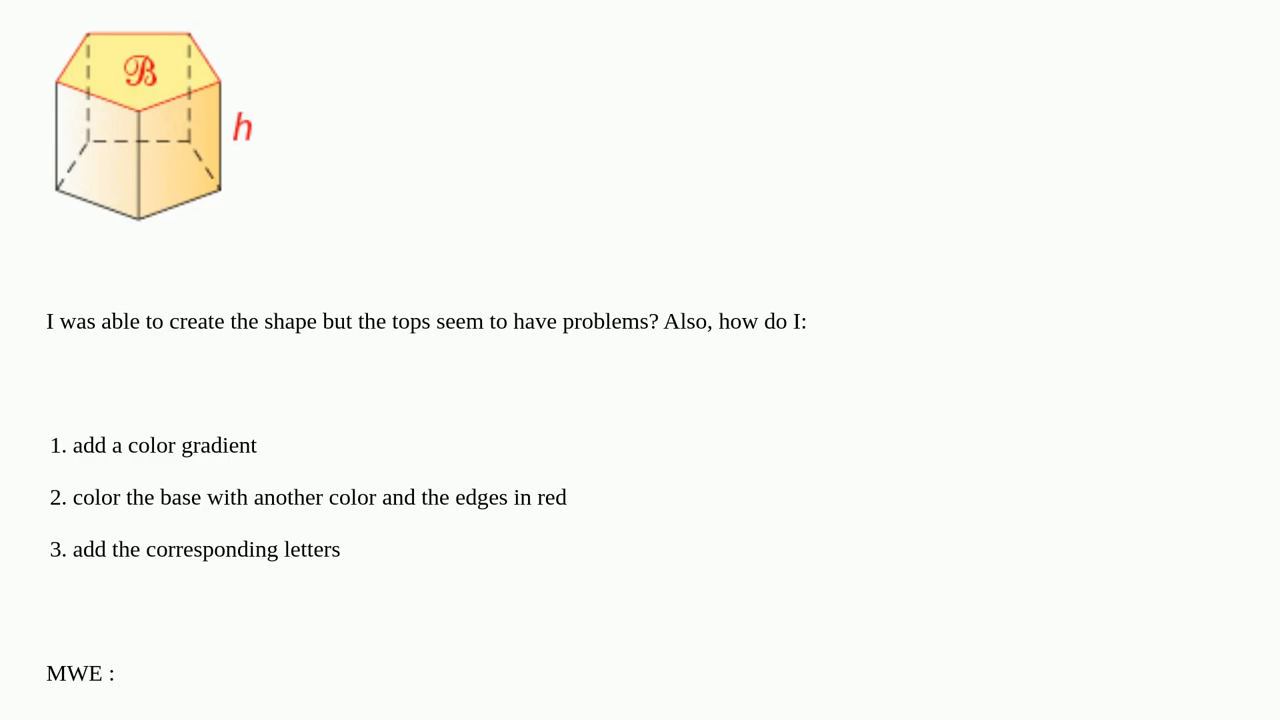 ℬ
h
I was able to create the shape but the tops seem to have problems? Also, how do I:
1. add a color gradient
2. color the base with another color and the edges in red
3. add the corresponding letters
MWE :